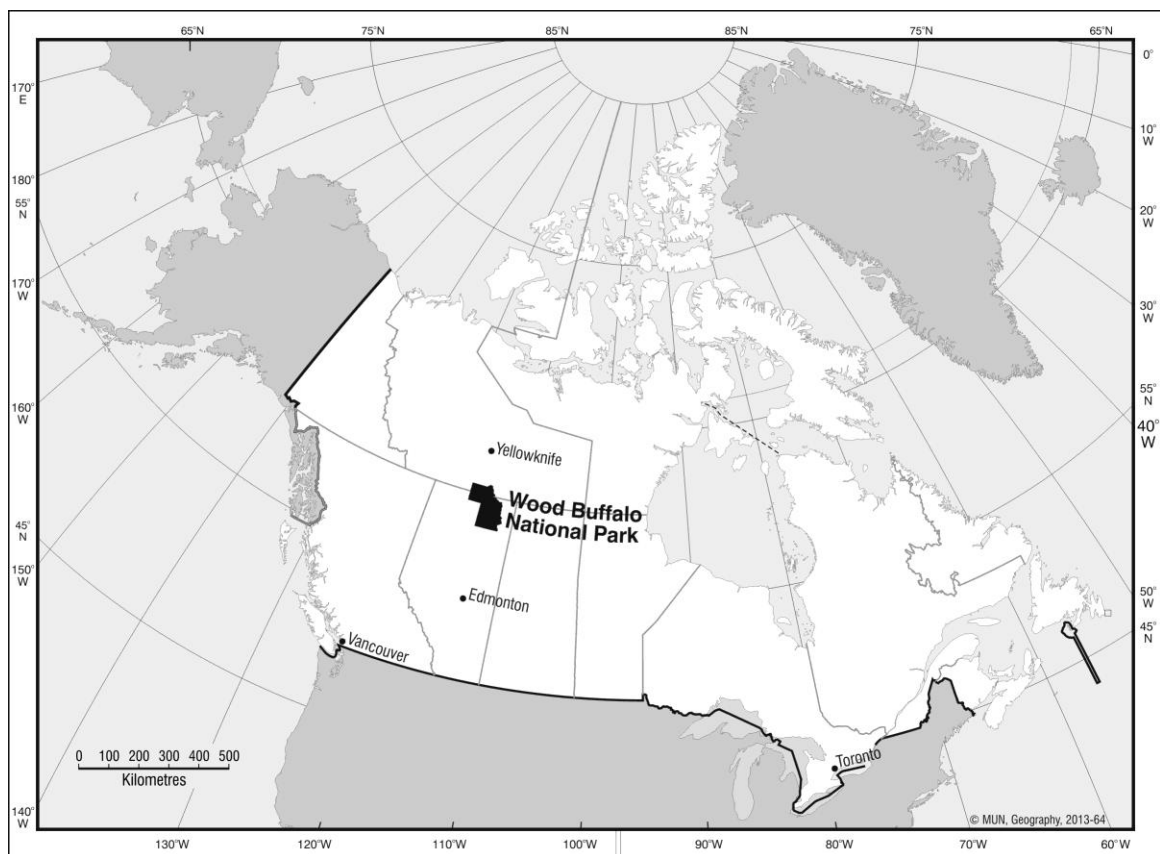 65°N
75°N
85°N
85°N
75°N
65°N
170°
E
0°
10°
W
180°
55°
N
20°
W
170°
W
30°
W
160°
W
55°
N
40°
W
Yellowknife
Wood Buffalo
National Park
45°
N
150°
W
Edmonton
50°
W
45°
N
Vancouver
0 100 200 300 400 500
Kilometres
Toronto
140°
W
© MUN, Geography, 2013-64
130°W
120°W
110°W
100°W
90°W
80°W
70°W
60°W